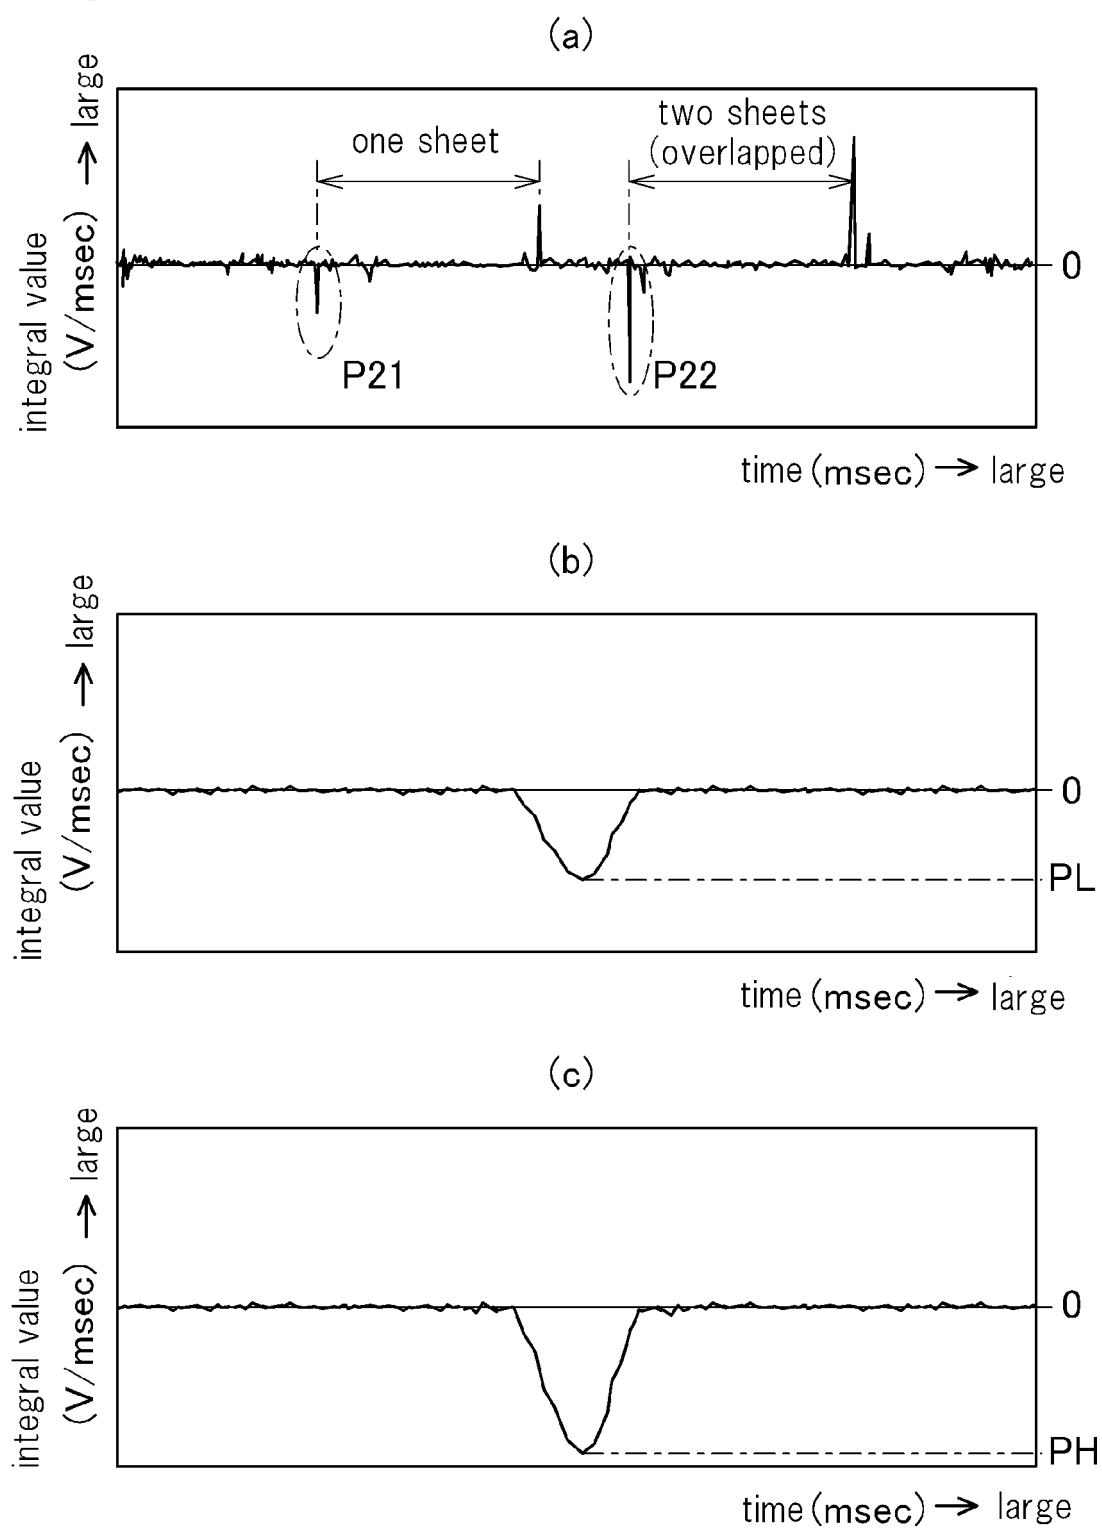 (a)
integral value
(V/msec) → large
one sheet
two sheets
(overlapped)
0
P21
P22
time (msec) → large
(b)
integral value
(V/msec) → large
0
PL
time (msec) → large
(c)
integral value
(V/msec) → large
0
PH
time (msec) → large